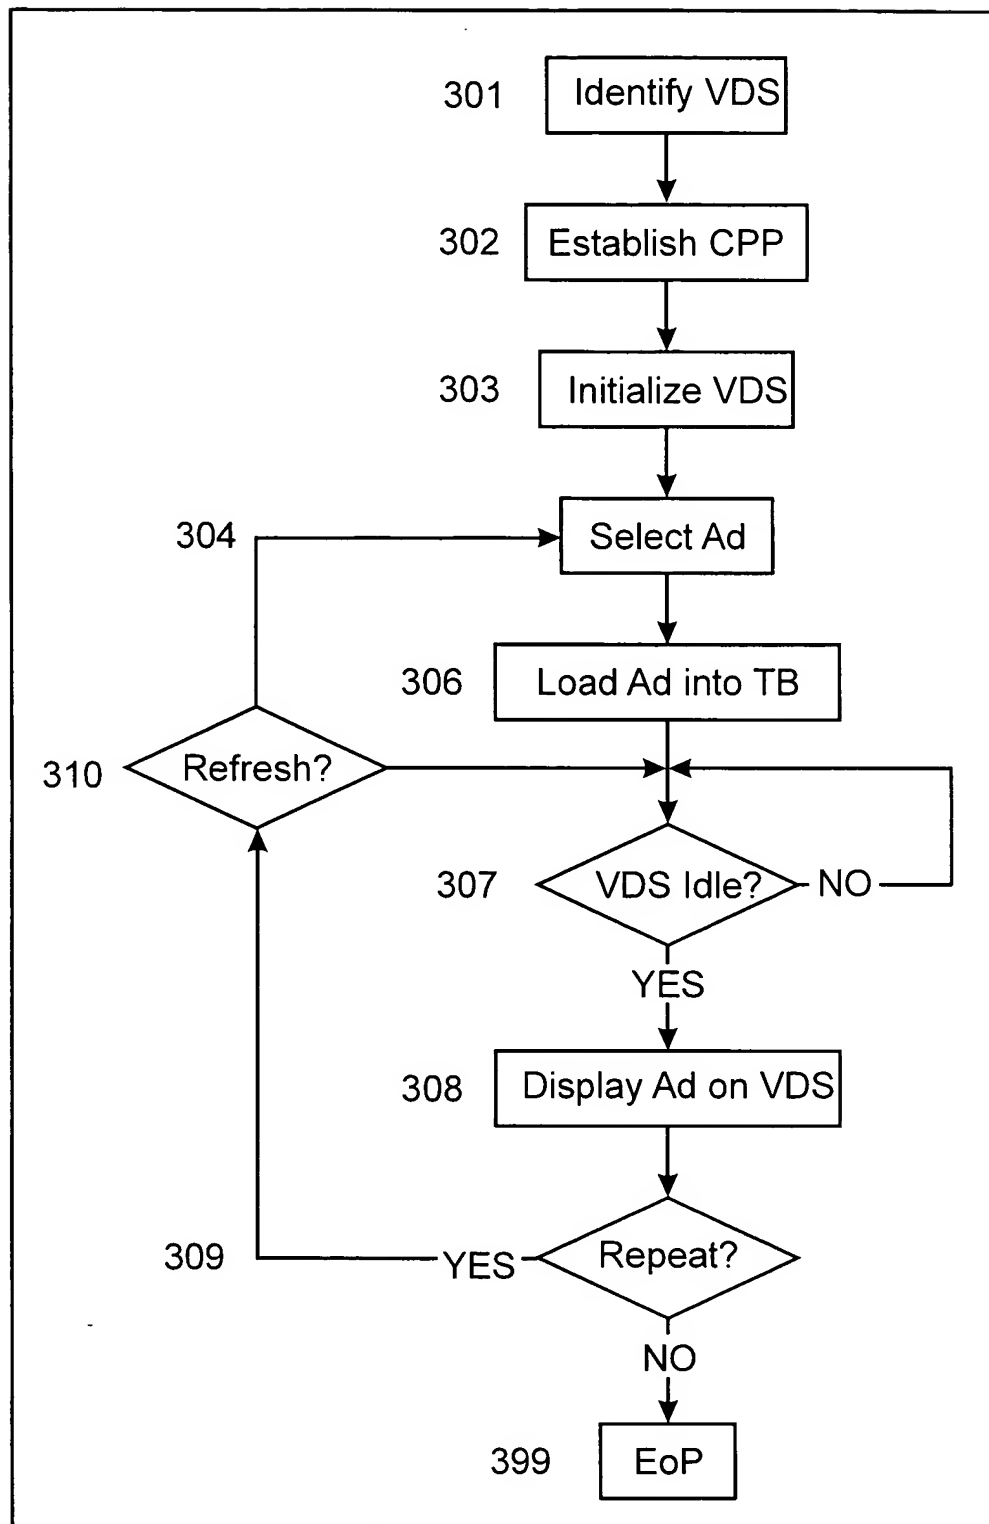 301 Identify VDS
302 Establish CPP
303 Initialize VDS
304 Select Ad
306 Load Ad into TB
310 Refresh?
307 VDS Idle? NO
YES
308 Display Ad on VDS
309 YES Repeat?
NO
399 EoP